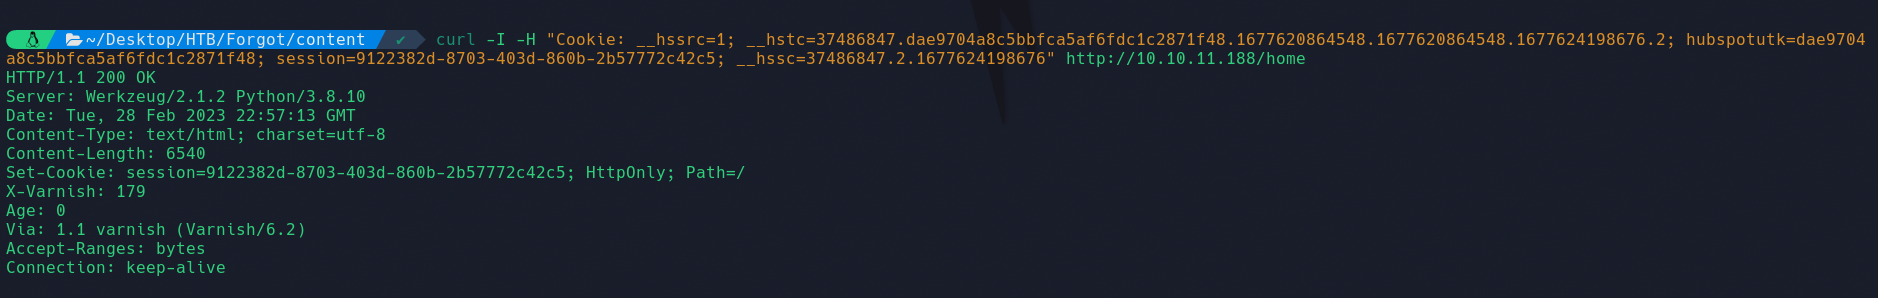 ~/Desktop/HTB/Forgot/content ✔ curl -I -H "Cookie: __hssrc=1; __hstc=37486847.dae9704a8c5bbfca5af6fdc1c2871f48.1677620864548.1677620864548.1677624198676.2; hubspotutk=dae9704
a8c5bbfca5af6fdc1c2871f48; session=9122382d-8703-403d-860b-2b57772c42c5; __hssc=37486847.2.1677624198676" http://10.10.11.188/home
HTTP/1.1 200 OK
Server: Werkzeug/2.1.2 Python/3.8.10
Date: Tue, 28 Feb 2023 22:57:13 GMT
Content-Type: text/html; charset=utf-8
Content-Length: 6540
Set-Cookie: session=9122382d-8703-403d-860b-2b57772c42c5; HttpOnly; Path=/
X-Varnish: 179
Age: 0
Via: 1.1 varnish (Varnish/6.2)
Accept-Ranges: bytes
Connection: keep-alive